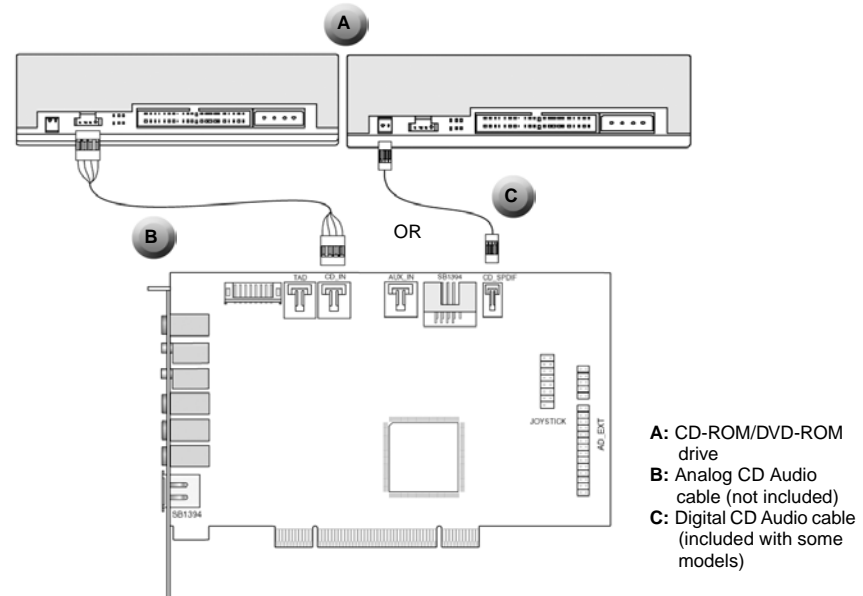 A
C
B
OR
TAD
CD_IN
AUX_IN
SB1394
CD_SPDIF
JOYSTICK
AD_EXT
SB1394
A: CD-ROM/DVD-ROM
drive
B: Analog CD Audio
cable (not included)
C: Digital CD Audio cable
(included with some
models)